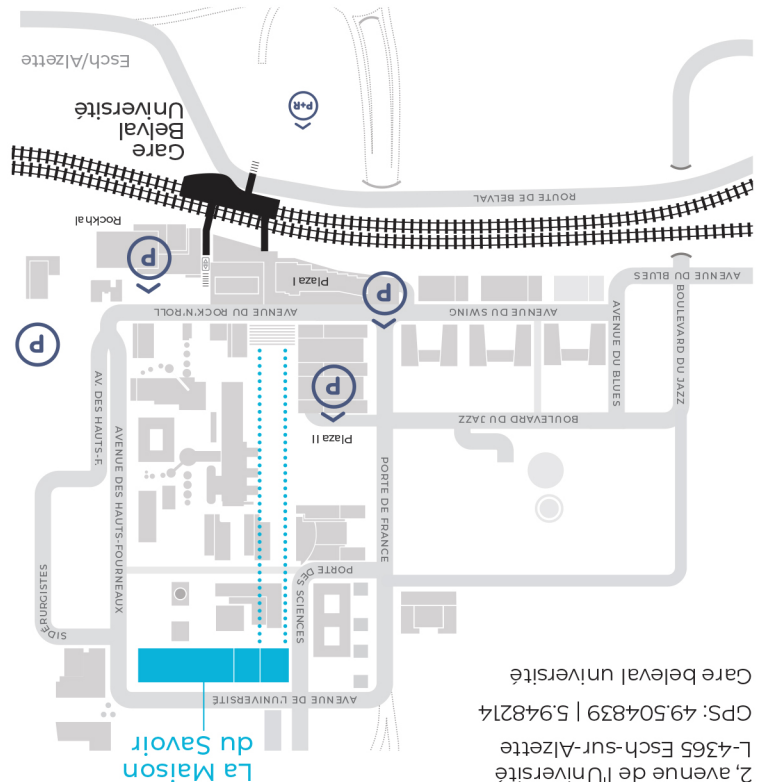 2, avenue de l'Université
L-4365 Esch-sur-Alzette
GPS: 49.504839 | 5.948214
Gare beleval université
La Maison
du Savoir
AVENUE DE L'UNIVERSITÉ
SIDÉRURGISTES
PORTE DES SCIENCES
AVENUE DES HAUTS-FOURNEAUX
PORTE DE FRANCE
AV. DES HAUTS-F.
Plaza II
P
BOULEVARD DU JAZZ
P
AVENUE DU BLUES
BOULEVARD DU JAZZ
AVENUE DU SWING
AVENUE DU ROCK'N'ROLL
P
Plaza I
P
AVENUE DU BLUES
Rockhal
ROUTE DE BELVAL
Gare
Belval
Université
P+R
Esch/Alzette